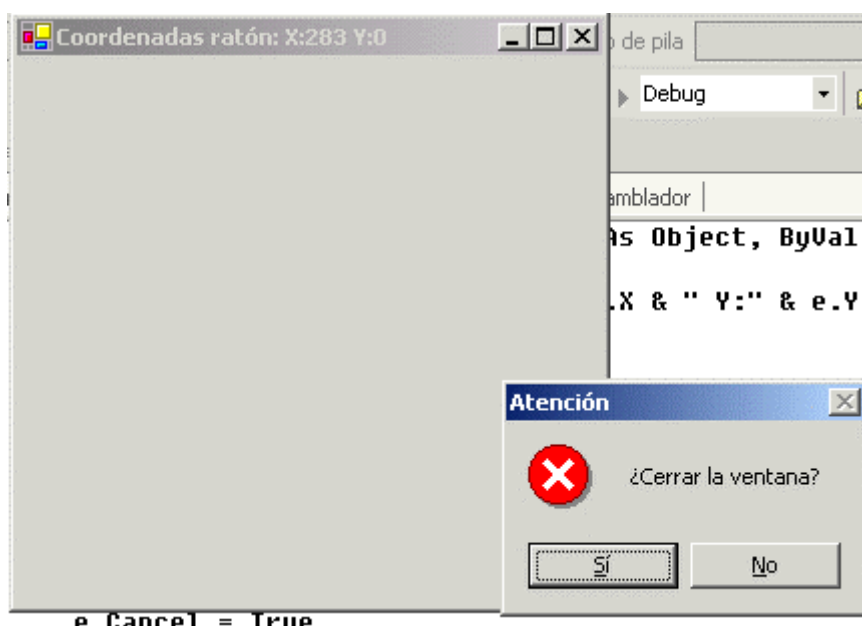 Coordenadas ratón: X:283 Y:0
de pila
Debug
amblador
As Object, ByVal
.X & " Y:" & e.Y
Atención
¿Cerrar la ventana?
Sí
No
e Cancel = True